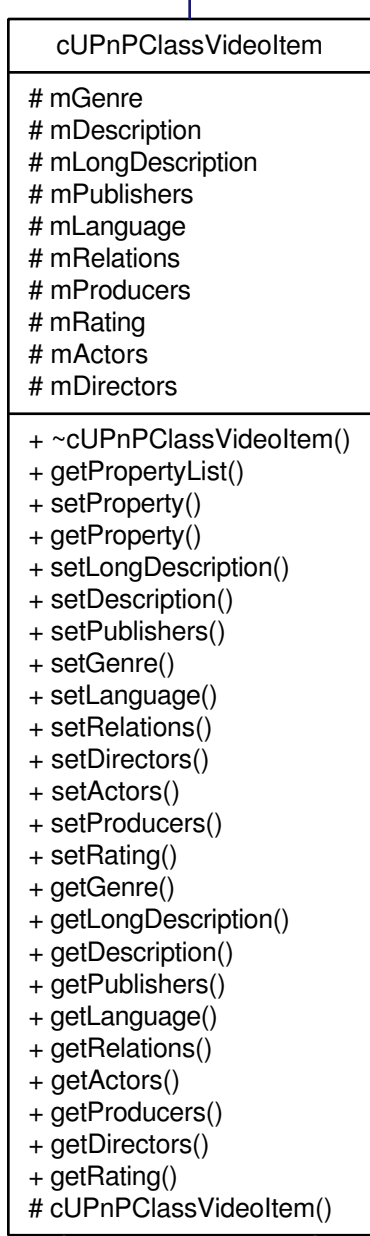 cUPnPClassVideoItem
# mGenre
# mDescription
# mLongDescription
# mPublishers
# mLanguage
# mRelations
# mProducers
# mRating
# mActors
# mDirectors
+ ~cUPnPClassVideoItem()
+ getPropertyList()
+ setProperty()
+ getProperty()
+ setLongDescription()
+ setDescription()
+ setPublishers()
+ setGenre()
+ setLanguage()
+ setRelations()
+ setDirectors()
+ setActors()
+ setProducers()
+ setRating()
+ getGenre()
+ getLongDescription()
+ getDescription()
+ getPublishers()
+ getLanguage()
+ getRelations()
+ getActors()
+ getProducers()
+ getDirectors()
+ getRating()
# cUPnPClassVideoItem()